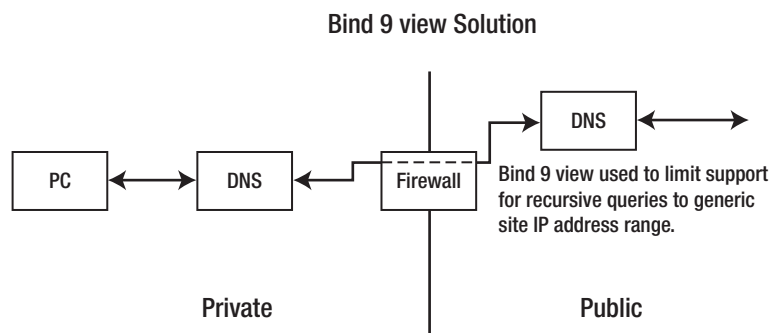 Bind 9 view Solution
DNS
PC
DNS
Firewall
Bind 9 view used to limit support
for recursive queries to generic
site IP address range.
Private
Public